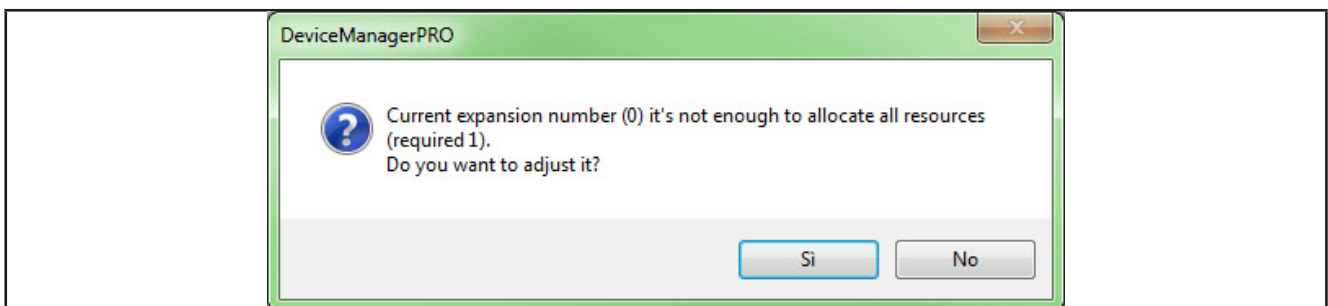 DeviceManagerPRO
Current expansion number (0) it's not enough to allocate all resources
(required 1).
Do you want to adjust it?
Sì
No